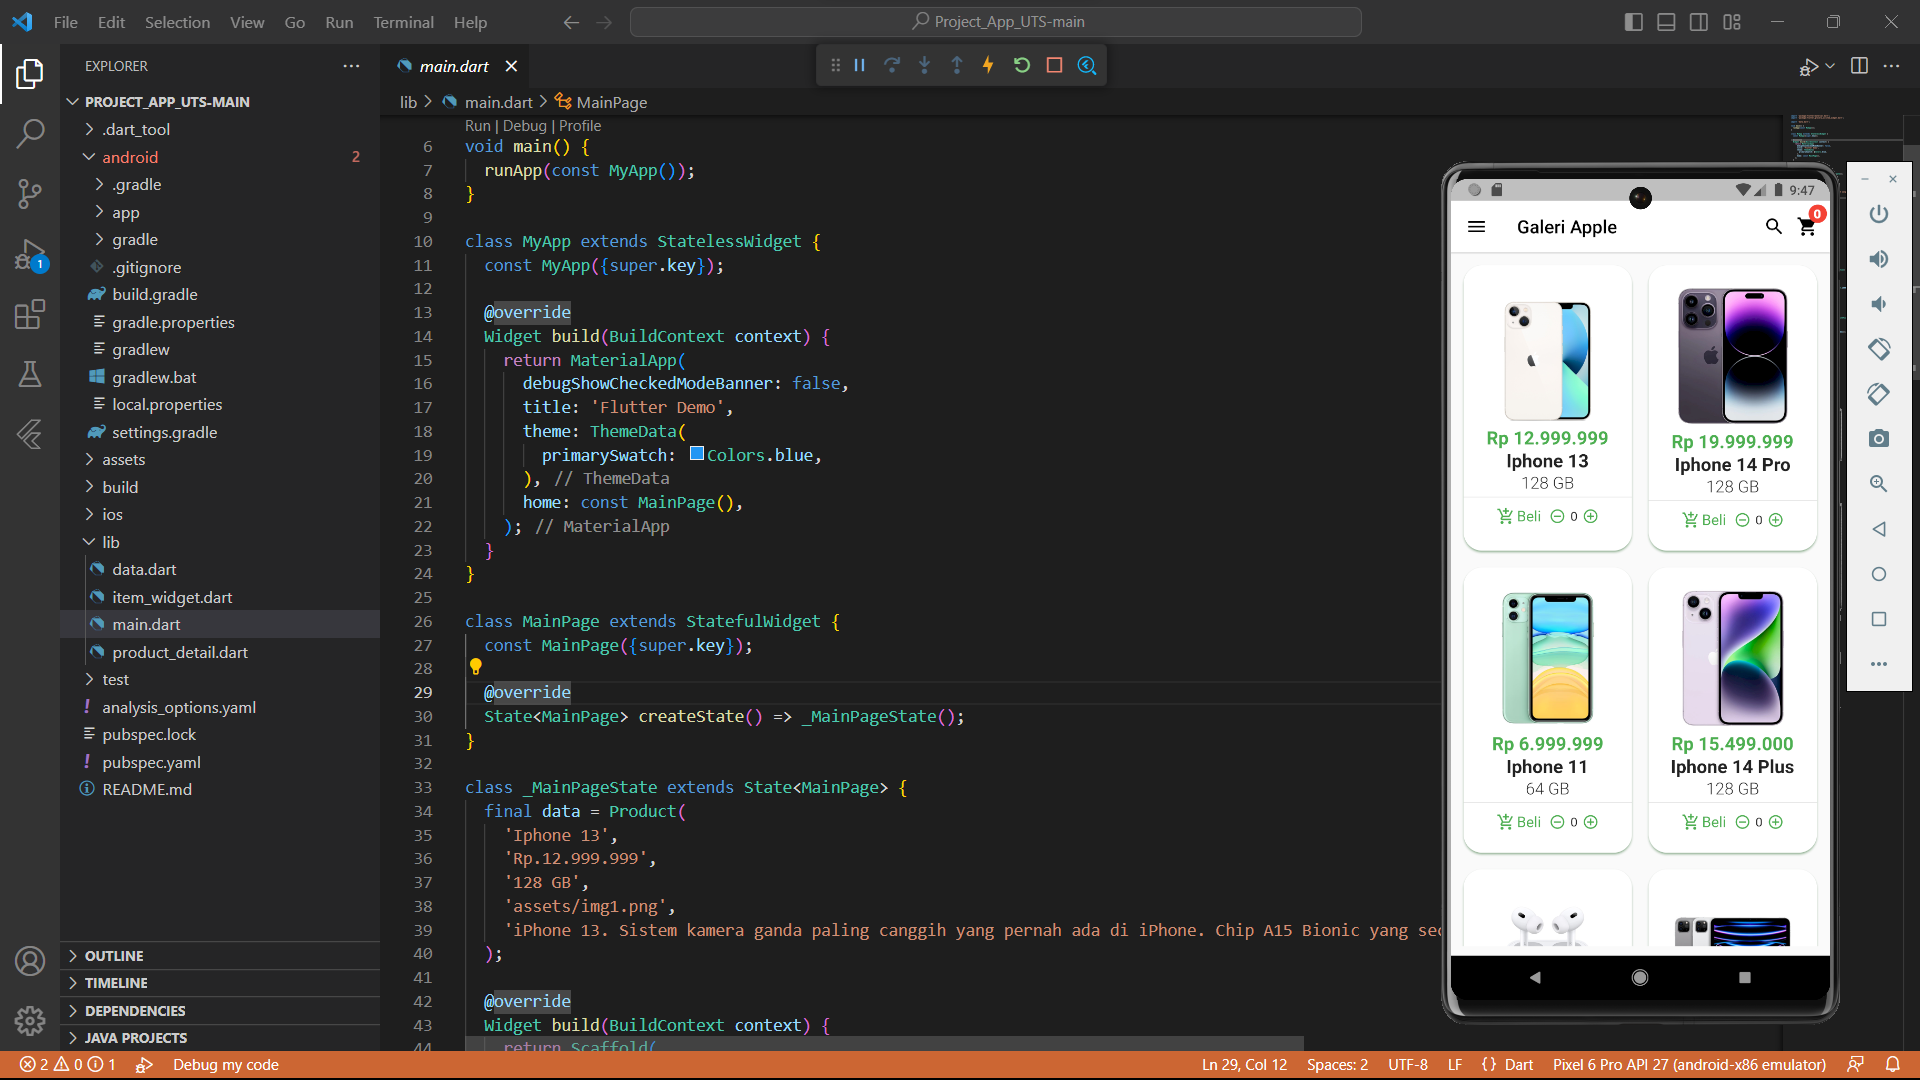 File Edit Selection View Go Run Terminal Help
Project_App_UTS-main
EXPLORER
PROJECT_APP_UTS-MAIN
.dart_tool
android 2
.gradle
app
gradle
.gitignore
build.gradle
gradle.properties
gradlew
gradlew.bat
local.properties
settings.gradle
assets
build
ios
lib
data.dart
item_widget.dart
main.dart
product_detail.dart
test
analysis_options.yaml
pubspec.lock
pubspec.yaml
README.md
OUTLINE
TIMELINE
DEPENDENCIES
JAVA PROJECTS
1
main.dart
lib > main.dart > MainPage
Run | Debug | Profile
6 void main() {
7 runApp(const MyApp());
8 }
9
10 class MyApp extends StatelessWidget {
11 const MyApp({super.key});
12
13 @override
14 Widget build(BuildContext context) {
15 return MaterialApp(
16 debugShowCheckedModeBanner: false,
17 title: 'Flutter Demo',
18 theme: ThemeData(
19 primarySwatch: Colors.blue,
20 ), // ThemeData
21 home: const MainPage(),
22 ); // MaterialApp
23 }
24 }
25
26 class MainPage extends StatefulWidget {
27 const MainPage({super.key});
28
29 @override
30 State<MainPage> createState() => _MainPageState();
31 }
32
33 class _MainPageState extends State<MainPage> {
34 final data = Product(
35 'Iphone 13',
36 'Rp.12.999.999',
37 '128 GB',
38 'assets/img1.png',
39 'iPhone 13. Sistem kamera ganda paling canggih yang pernah ada di iPhone. Chip A15 Bionic yang sec
40 );
41
42 @override
43 Widget build(BuildContext context) {
44 return Scaffold(
9:47
Galeri Apple 0
Rp 12.999.999
Iphone 13
128 GB
Beli 0
Rp 19.999.999
Iphone 14 Pro
128 GB
Beli 0
Rp 6.999.999
Iphone 11
64 GB
Beli 0
Rp 15.499.000
Iphone 14 Plus
128 GB
Beli 0
2 0 1 Debug my code
Ln 29, Col 12 Spaces: 2 UTF-8 LF {} Dart Pixel 6 Pro API 27 (android-x86 emulator)